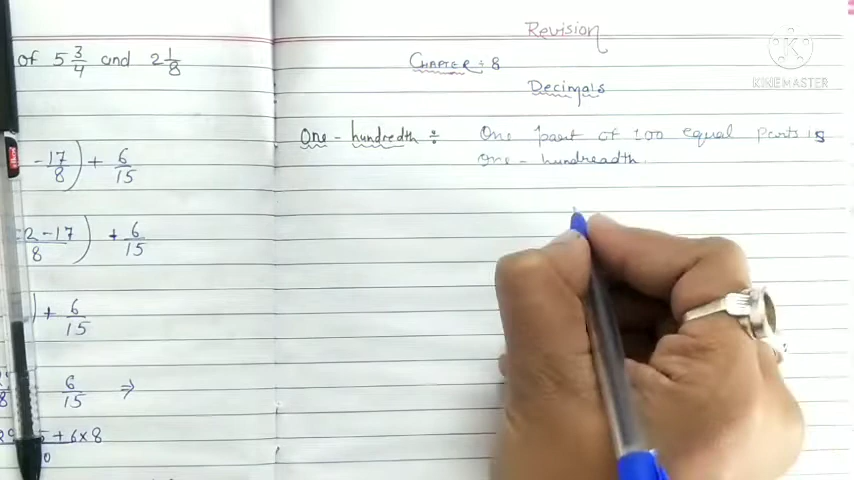 of 5 3/4 and 2 1/8
- 17/8) + 6/15
2 - 17/8) + 6/15
) + 6/15
6/15 ⇒
+ 6 × 8
Revision
CHAPTER ÷ 8
Decimals
One - hundredth ÷ One part of 100 equal parts is
One - hundreadth.
KINEMASTER